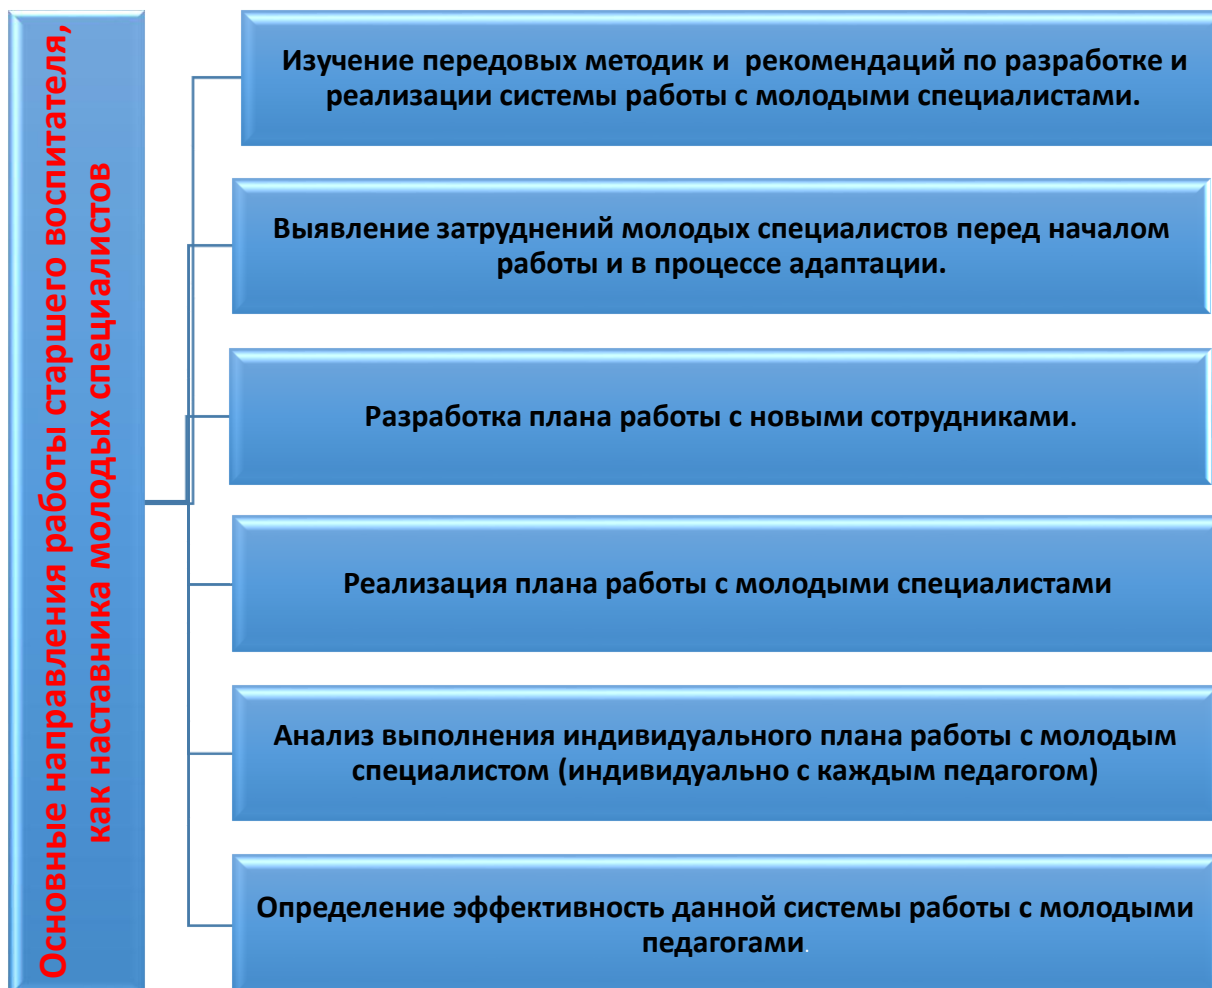 Основные направления работы старшего воспитателя,
как наставника молодых специалистов
Изучение передовых методик и  рекомендаций по разработке и
реализации системы работы с молодыми специалистами.
Выявление затруднений молодых специалистов перед началом
работы и в процессе адаптации.
Разработка плана работы с новыми сотрудниками.
Реализация плана работы с молодыми специалистами
Анализ выполнения индивидуального плана работы с молодым
специалистом (индивидуально с каждым педагогом)
Определение эффективность данной системы работы с молодыми
педагогами.